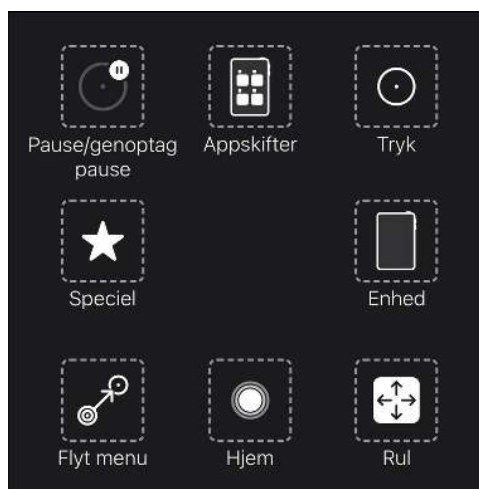 Pause/genoptag
pause
Appskifter
Tryk
Speciel
Enhed
Flyt menu
Hjem
Rul